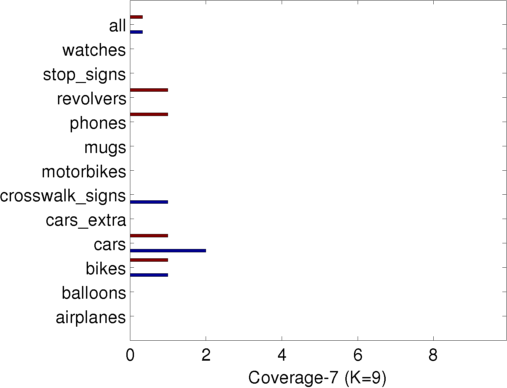 all
watches
stop_signs
revolvers
phones
mugs
motorbikes
crosswalk_signs
cars_extra
cars
bikes
balloons
airplanes
0 2 4 6 8
Coverage-7 (K=9)